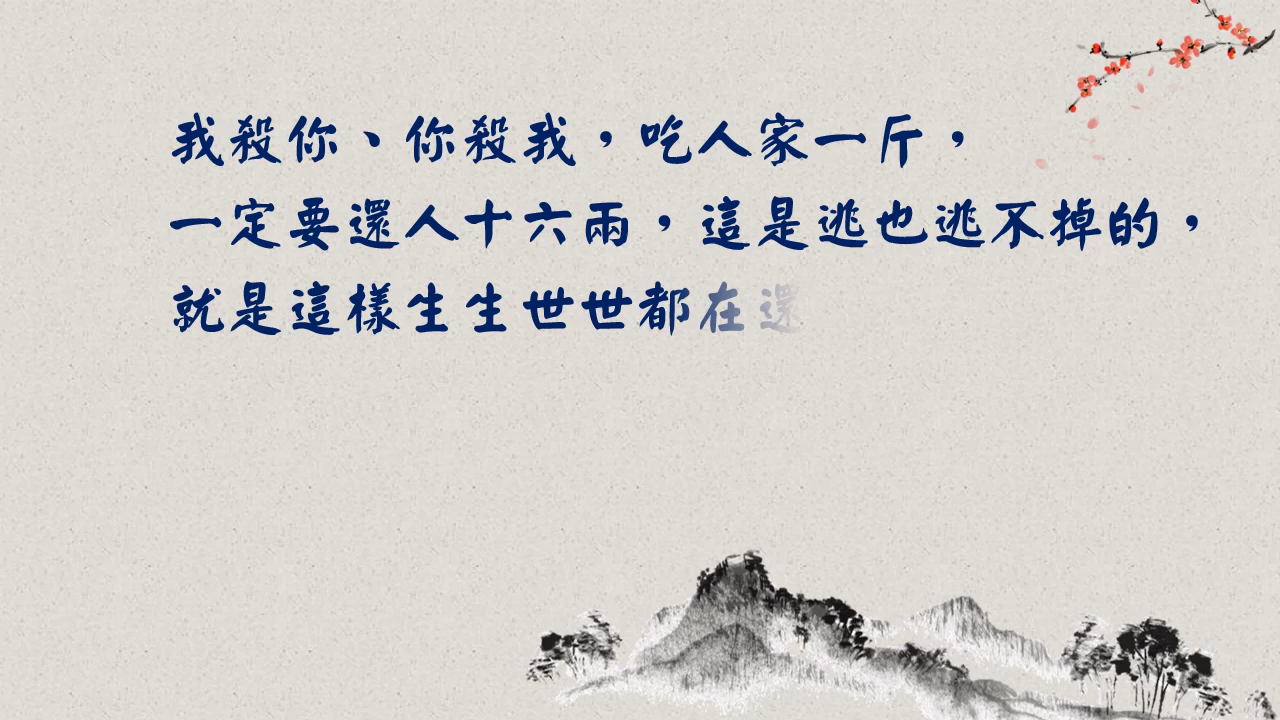 我殺你、你殺我，吃人家一斤，
一定要還人十六兩，這是逃也逃不掉的，
就是這樣生生世世都在還